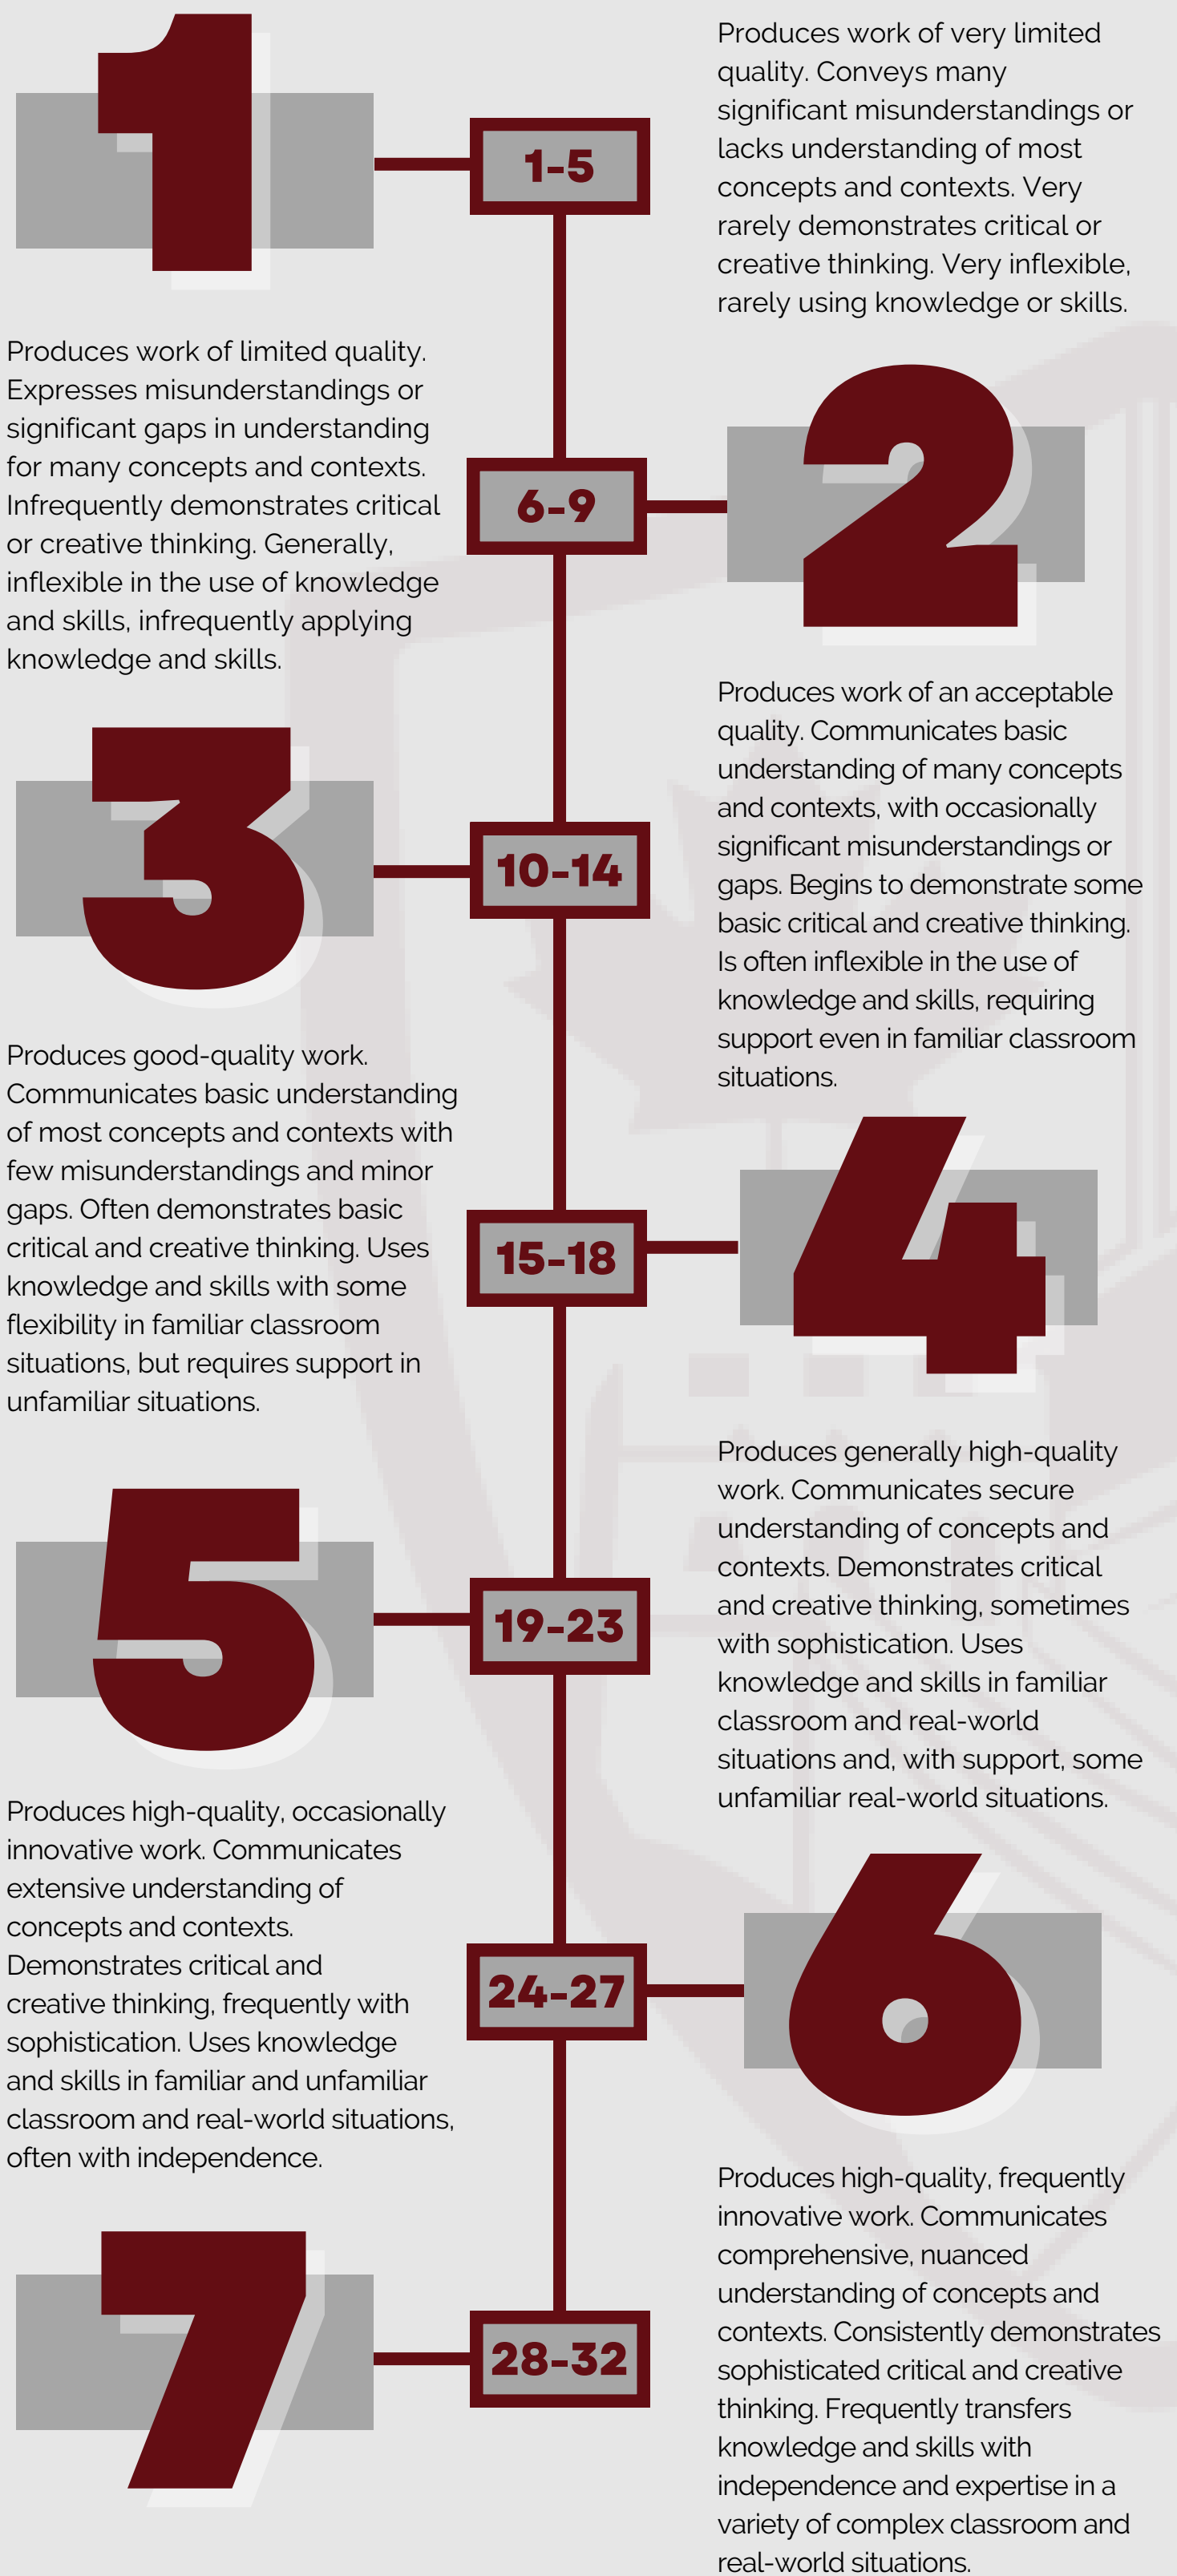 1
1-5
Produces work of very limited
quality. Conveys many
significant misunderstandings or
lacks understanding of most
concepts and contexts. Very
rarely demonstrates critical or
creative thinking. Very inflexible,
rarely using knowledge or skills.
2
6-9
Produces work of limited quality.
Expresses misunderstandings or
significant gaps in understanding
for many concepts and contexts.
Infrequently demonstrates critical
or creative thinking. Generally,
inflexible in the use of knowledge
and skills, infrequently applying
knowledge and skills.
3
10-14
Produces work of an acceptable
quality. Communicates basic
understanding of many concepts
and contexts, with occasionally
significant misunderstandings or
gaps. Begins to demonstrate some
basic critical and creative thinking.
Is often inflexible in the use of
knowledge and skills, requiring
support even in familiar classroom
situations.
4
15-18
Produces good-quality work.
Communicates basic understanding
of most concepts and contexts with
few misunderstandings and minor
gaps. Often demonstrates basic
critical and creative thinking. Uses
knowledge and skills with some
flexibility in familiar classroom
situations, but requires support in
unfamiliar situations.
5
19-23
Produces generally high-quality
work. Communicates secure
understanding of concepts and
contexts. Demonstrates critical
and creative thinking, sometimes
with sophistication. Uses
knowledge and skills in familiar
classroom and real-world
situations and, with support, some
unfamiliar real-world situations.
6
24-27
Produces high-quality, occasionally
innovative work. Communicates
extensive understanding of
concepts and contexts.
Demonstrates critical and
creative thinking, frequently with
sophistication. Uses knowledge
and skills in familiar and unfamiliar
classroom and real-world situations,
often with independence.
7
28-32
Produces high-quality, frequently
innovative work. Communicates
comprehensive, nuanced
understanding of concepts and
contexts. Consistently demonstrates
sophisticated critical and creative
thinking. Frequently transfers
knowledge and skills with
independence and expertise in a
variety of complex classroom and
real-world situations.